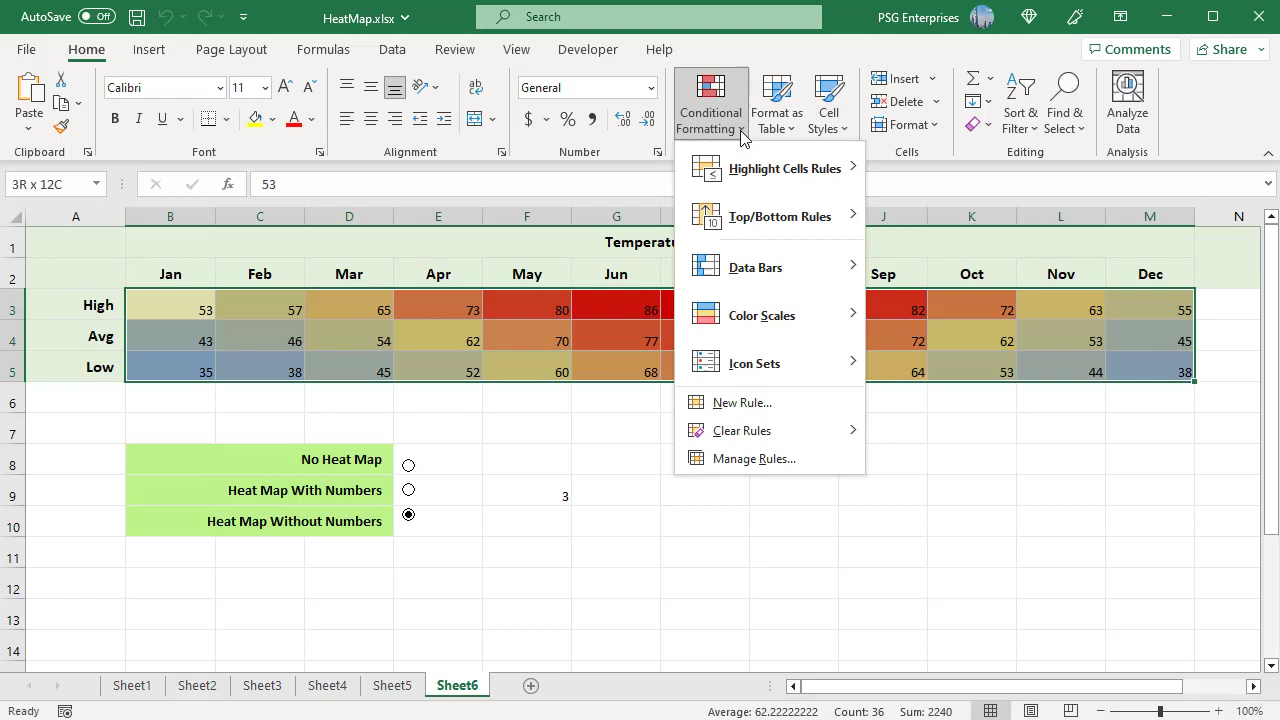 AutoSave Off HeatMap.xlsx Search PSG Enterprises
File Home Insert Page Layout Formulas Data Review View Developer Help Comments Share
Paste
Clipboard
Calibri 11
B I U A
Font
ab
Alignment
General
$ % 9
Number
Conditional Formatting
Format as Table
Cell Styles
Insert
Delete
Format
Cells
Sort & Filter
Find & Select
Editing
Analyze Data
Analysis
3R x 12C fx 53
Highlight Cells Rules
Top/Bottom Rules
Data Bars
Color Scales
Icon Sets
New Rule...
Clear Rules
Manage Rules...
A B C D E F G J K L M N
1 Temperatu
2 Jan Feb Mar Apr May Jun Sep Oct Nov Dec
3 High 53 57 65 73 80 86 82 72 63 55
4 Avg 43 46 54 62 70 77 72 62 53 45
5 Low 35 38 45 52 60 68 64 53 44 38
6
7
8 No Heat Map
9 Heat Map With Numbers 3
10 Heat Map Without Numbers
11
12
13
14
Sheet1 Sheet2 Sheet3 Sheet4 Sheet5 Sheet6
Ready Average: 62.22222222 Count: 36 Sum: 2240 100%